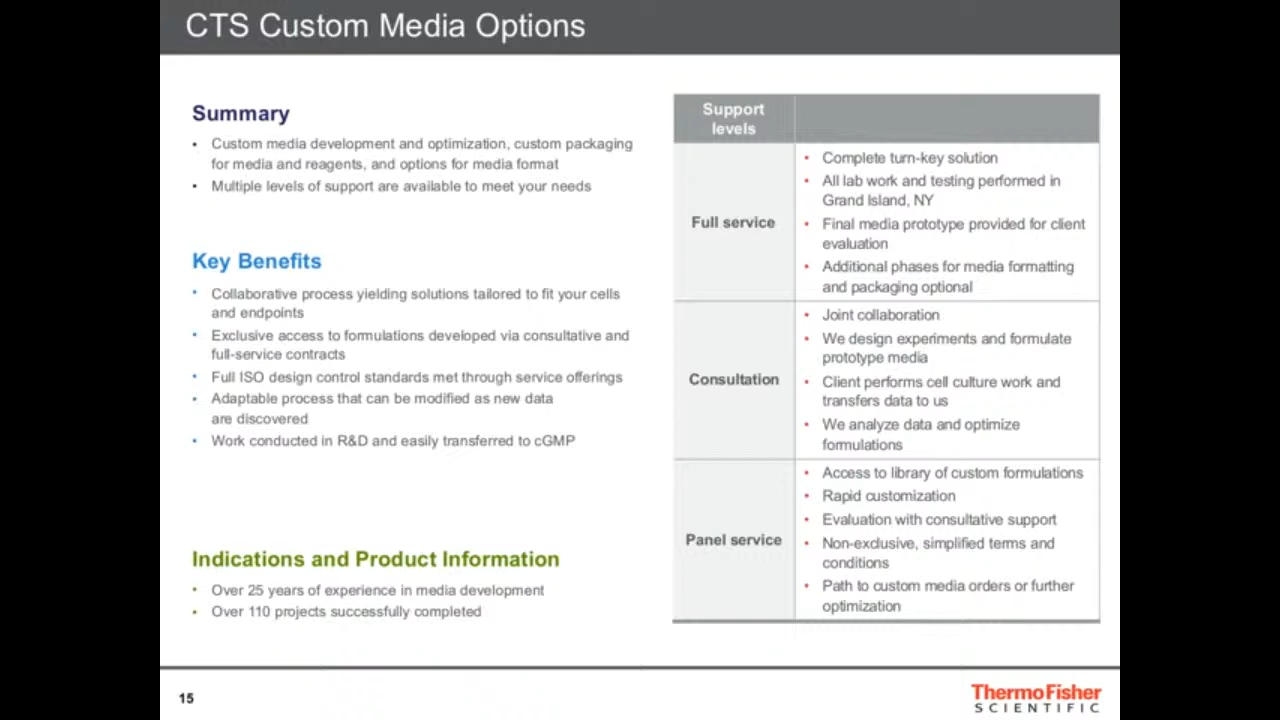 CTS Custom Media Options
Summary
• Custom media development and optimization, custom packaging
for media and reagents, and options for media format
• Multiple levels of support are available to meet your needs
Key Benefits
• Collaborative process yielding solutions tailored to fit your cells
and endpoints
• Exclusive access to formulations developed via consultative and
full-service contracts
• Full ISO design control standards met through service offerings
• Adaptable process that can be modified as new data
are discovered
• Work conducted in R&D and easily transferred to cGMP
Indications and Product Information
• Over 25 years of experience in media development
• Over 110 projects successfully completed
Support
levels
Full service
• Complete turn-key solution
• All lab work and testing performed in
Grand Island, NY
• Final media prototype provided for client
evaluation
• Additional phases for media formatting
and packaging optional
Consultation
• Joint collaboration
• We design experiments and formulate
prototype media
• Client performs cell culture work and
transfers data to us
• We analyze data and optimize
formulations
Panel service
• Access to library of custom formulations
• Rapid customization
• Evaluation with consultative support
• Non-exclusive, simplified terms and
conditions
• Path to custom media orders or further
optimization
15
ThermoFisher
SCIENTIFIC